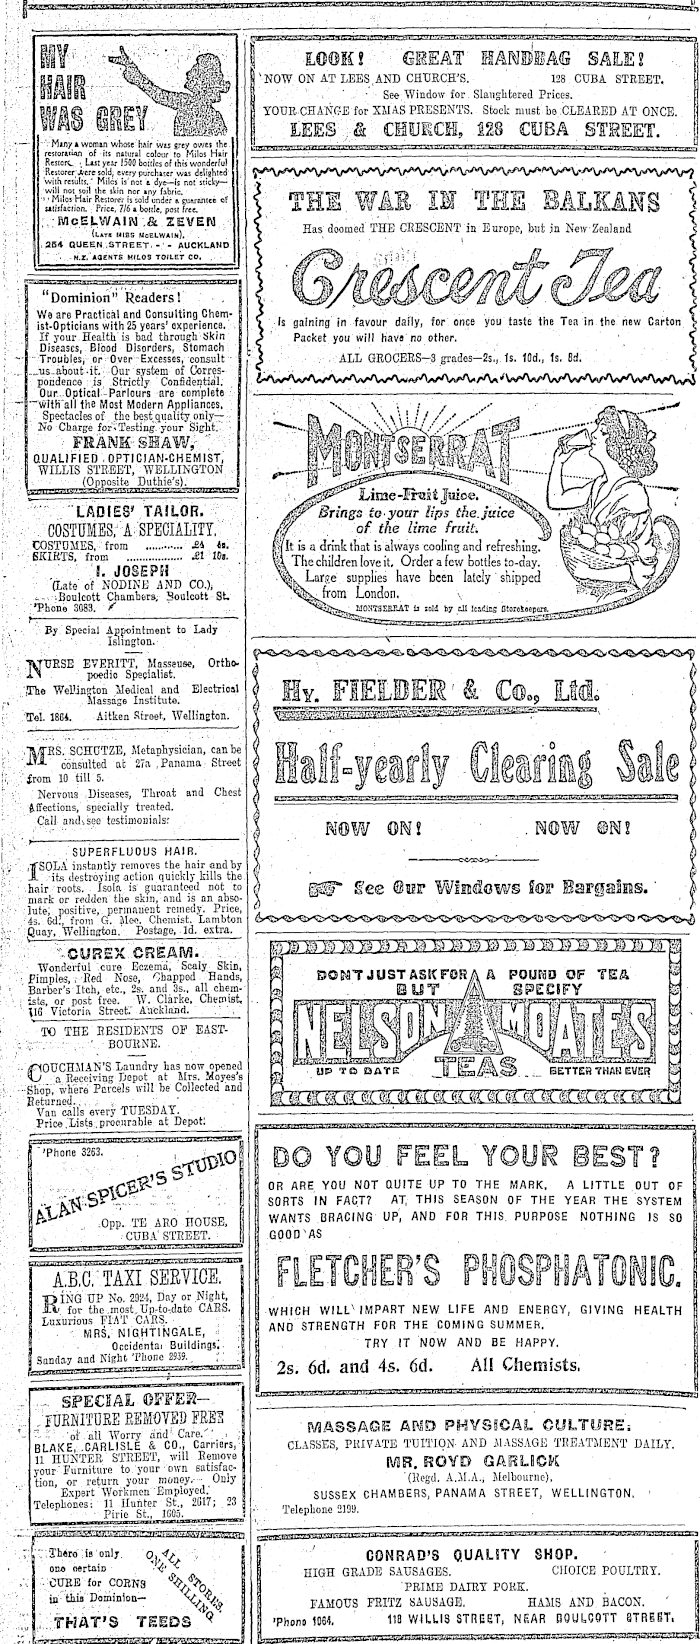 MY
HAIR
WAS GREY
Many a woman whose hair was grey owes the
restoration of its natural colour to Milos Hair
Restorer. Last year 1500 bottles of this wonderful
Restorer were sold, every purchaser was delighted
with results. Milos is not a dye—is not sticky—
will not soil the skin nor any fabric.
Milos Hair Restorer is sold under a guarantee of
satisfaction. Price, 7/6 a bottle, post free.
McELWAIN & ZEVEN
(LATE MISS McELWAIN),
254 QUEEN STREET - - AUCKLAND
N.Z. AGENTS MILOS TOILET CO.
"Dominion" Readers!
We are Practical and Consulting Chem-
ist-Opticians with 25 years' experience.
If your Health is bad through Skin
Diseases, Blood Disorders, Stomach
Troubles, or Over Excesses, consult
us about it. Our system of Corres-
pondence is Strictly Confidential.
Our Optical Parlours are complete
with all the Most Modern Appliances.
Spectacles of the best quality only—
No Charge for Testing your Sight.
FRANK SHAW,
QUALIFIED OPTICIAN-CHEMIST,
WILLIS STREET, WELLINGTON
(Opposite Duthie's).
LADIES' TAILOR.
COSTUMES, A SPECIALITY.
COSTUMES, from ........... £4 4s.
SKIRTS, from ............... £1 10s.
I. JOSEPH
(Late of NODINE AND CO.),
Boulcott Chambers, Boulcott St.
'Phone 3083.
By Special Appointment to Lady
Islington.
NURSE EVERITT, Masseuse, Ortho-
poedic Specialist.
The Wellington Medical and Electrical
Massage Institute.
Tel. 1864. Aitken Street, Wellington.
MRS. SCHUTZE, Metaphysician, can be
consulted at 27a Panama Street
from 10 till 5.
Nervous Diseases, Throat and Chest
Affections, specially treated.
Call and see testimonials.
SUPERFLUOUS HAIR.
ISOLA instantly removes the hair and by
its destroying action quickly kills the
hair roots. Isola is guaranteed not to
mark or redden the skin, and is an abso-
lute, positive, permanent remedy. Price,
4s. 6d., from G. Mee, Chemist, Lambton
Quay, Wellington. Postage, 1d. extra.
CUREX CREAM.
Wonderful cure Eczema, Scaly Skin,
Pimples, Red Nose, Chapped Hands,
Barber's Itch, etc., 2s. and 3s., all chem-
ists, or post free. W. Clarke, Chemist,
116 Victoria Street, Auckland.
TO THE RESIDENTS OF EAST-
BOURNE.
COUCHMAN'S Laundry has now opened
a Receiving Depot at Mrs. Moyes's
Shop, where Parcels will be Collected and
Returned.
Van calls every TUESDAY.
Price Lists procurable at Depot.
'Phone 3263.
ALAN SPICER'S STUDIO
Opp. TE ARO HOUSE,
CUBA STREET.
A.B.C. TAXI SERVICE.
RING UP No. 2924, Day or Night,
for the most Up-to-date CARS.
Luxurious FIAT CARS.
MRS. NIGHTINGALE,
Occidental Buildings.
Sunday and Night 'Phone 2939.
SPECIAL OFFER—
FURNITURE REMOVED FREE
of all Worry and Care.
BLAKE, CARLISLE & CO., Carriers,
11 HUNTER STREET, will Remove
your Furniture to your own satisfac-
tion, or return your money. Only
Expert Workmen Employed.
Telephones: 11 Hunter St., 2617; 23
Pirie St., 1605.
There is only
one certain
CURE for CORNS
in this Dominion—
THAT'S TEEDS
ALL STORES
ONE SHILLING
LOOK! GREAT HANDBAG SALE!
NOW ON AT LEES AND CHURCH'S. 128 CUBA STREET.
See Window for Slaughtered Prices.
YOUR CHANGE for XMAS PRESENTS. Stock must be CLEARED AT ONCE.
LEES & CHURCH, 128 CUBA STREET.
THE WAR IN THE BALKANS
Has doomed THE CRESCENT in Europe, but in New Zealand
Crescent Tea
Is gaining in favour daily, for once you taste the Tea in the new Carton
Packet you will have no other.
ALL GROCERS—3 grades—2s., 1s. 10d., 1s. 8d.
MONTSERRAT
Lime-Fruit Juice.
Brings to your lips the juice
of the lime fruit.
It is a drink that is always cooling and refreshing.
The children love it. Order a few bottles to-day.
Large supplies have been lately shipped
from London.
MONTSERRAT is sold by all leading Storekeepers.
Hy. FIELDER & Co., Ltd.
Half-yearly Clearing Sale
NOW ON! NOW ON!
See Our Windows for Bargains.
DON'T JUST ASK FOR A POUND OF TEA
BUT SPECIFY
NELSON MOATE'S
UP TO DATE TEAS BETTER THAN EVER
DO YOU FEEL YOUR BEST?
OR ARE YOU NOT QUITE UP TO THE MARK. A LITTLE OUT OF
SORTS IN FACT? AT THIS SEASON OF THE YEAR THE SYSTEM
WANTS BRACING UP, AND FOR THIS PURPOSE NOTHING IS SO
GOOD AS
FLETCHER'S PHOSPHATONIC.
WHICH WILL IMPART NEW LIFE AND ENERGY, GIVING HEALTH
AND STRENGTH FOR THE COMING SUMMER.
TRY IT NOW AND BE HAPPY.
2s. 6d. and 4s. 6d. All Chemists.
MASSAGE AND PHYSICAL CULTURE.
CLASSES, PRIVATE TUITION AND MASSAGE TREATMENT DAILY.
MR. ROYD GARLICK
(Regd. A.M.A., Melbourne),
SUSSEX CHAMBERS, PANAMA STREET, WELLINGTON.
Telephone 2199.
CONRAD'S QUALITY SHOP.
HIGH GRADE SAUSAGES. CHOICE POULTRY.
PRIME DAIRY PORK.
FAMOUS FRITZ SAUSAGE. HAMS AND BACON.
'Phone 1064. 118 WILLIS STREET, NEAR BOULCOTT STREET.